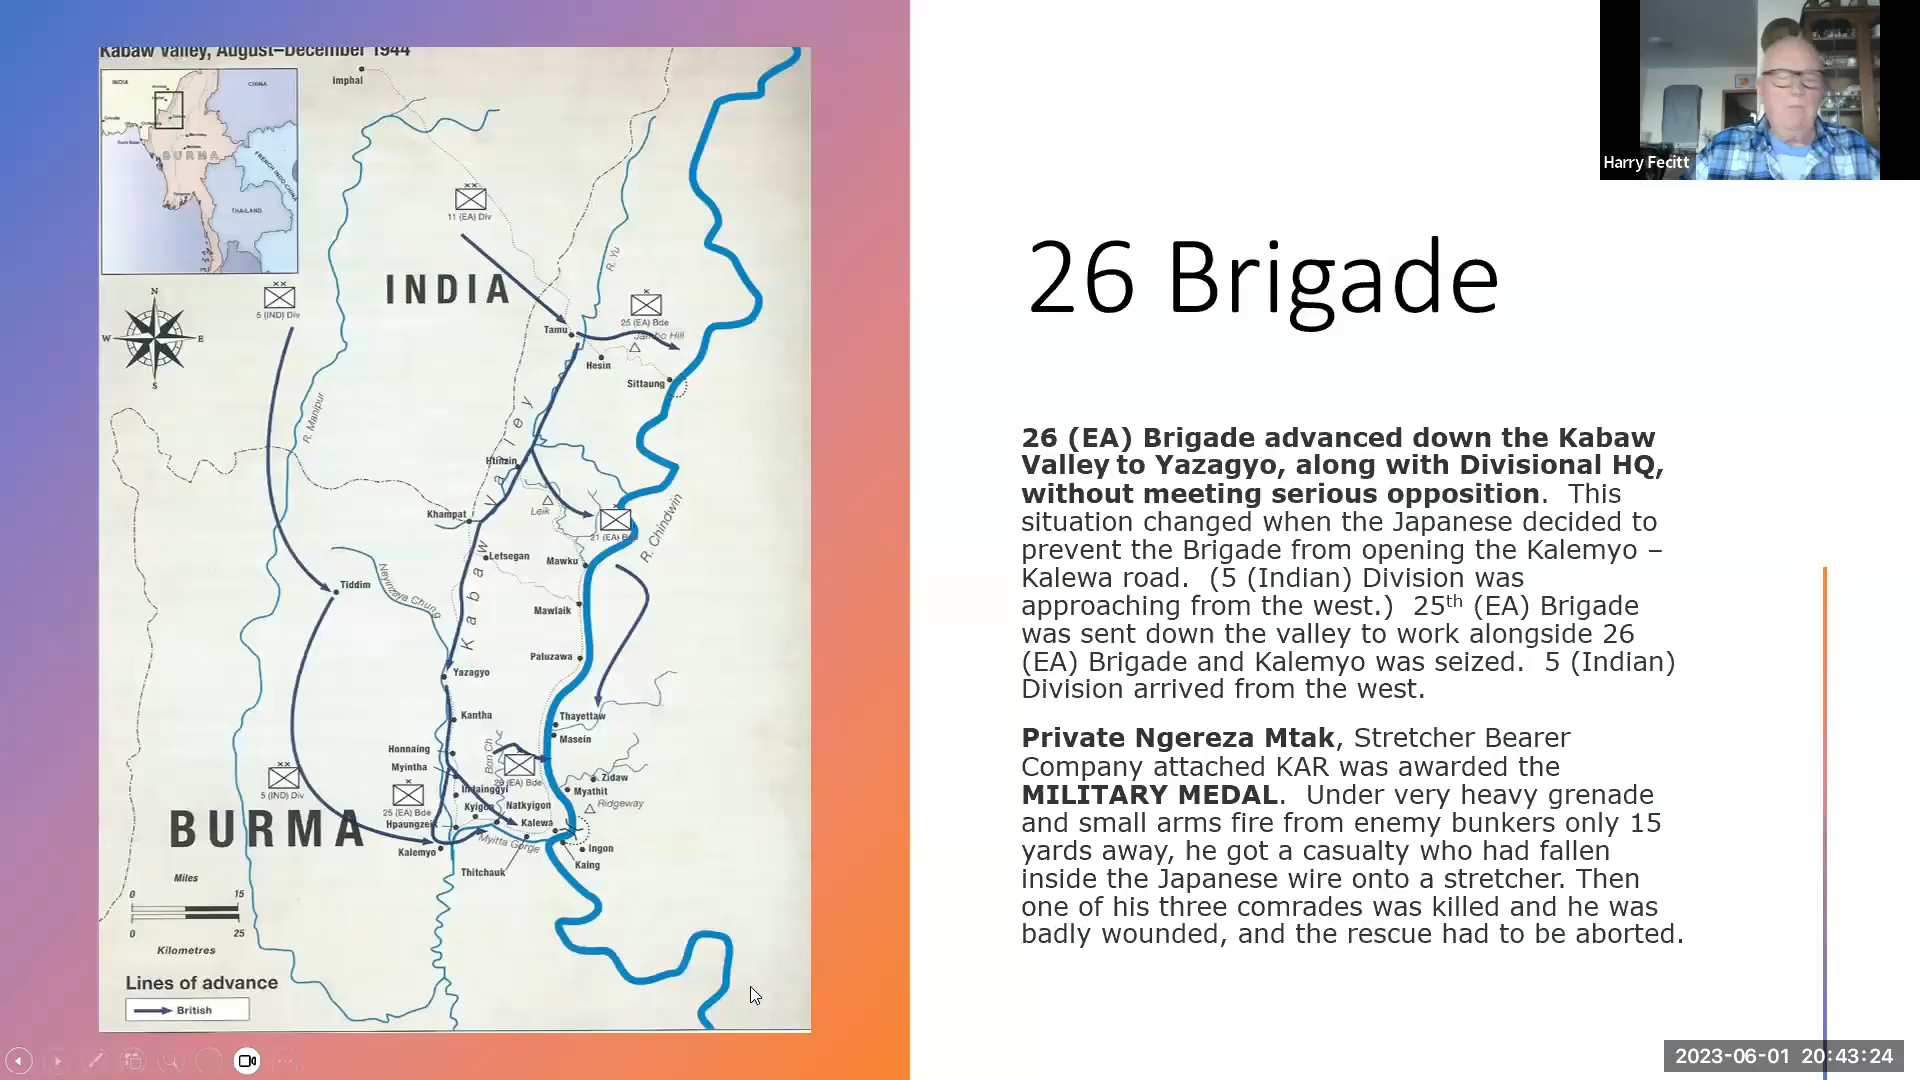 Kabaw Valley, August–December 1944
INDIA
CHINA
BURMA
FRENCH INDO-CHINA
THAILAND
Imphal
11 (EA) Div
INDIA
N
W
E
S
5 (IND) Div
R. Yu
25 (EA) Bde
Jambo Hill
Tamu
Hesin
Sittaung
R. Manipur
Kabaw Valley
Htinzin
Leik
Khampat
21 (EA) B
R. Chindwin
Letsegan
Mawku
Tiddim
Neyinzaya Chung
Mawlaik
Paluzawa
Yazagyo
Kantha
Thayettaw
Masein
Honnaing
Myintha
Bon Ch
26 (EA) Bde
Zidaw
Myathit
Indainggyi
5 (IND) Div
25 (EA) Bde
Kyigon
Natkyigon
Ridgeway
BURMA
Hpaungzeik
Kalewa
Myitta Gorge
Kalemyo
Ingon
Kaing
Thitchauk
Miles
0 15
0 25
Kilometres
Lines of advance
British
Harry Fecitt
26 Brigade
26 (EA) Brigade advanced down the Kabaw
Valley to Yazagyo, along with Divisional HQ,
without meeting serious opposition. This
situation changed when the Japanese decided to
prevent the Brigade from opening the Kalemyo –
Kalewa road. (5 (Indian) Division was
approaching from the west.) 25th (EA) Brigade
was sent down the valley to work alongside 26
(EA) Brigade and Kalemyo was seized. 5 (Indian)
Division arrived from the west.
Private Ngereza Mtak, Stretcher Bearer
Company attached KAR was awarded the
MILITARY MEDAL. Under very heavy grenade
and small arms fire from enemy bunkers only 15
yards away, he got a casualty who had fallen
inside the Japanese wire onto a stretcher. Then
one of his three comrades was killed and he was
badly wounded, and the rescue had to be aborted.
2023-06-01 20:43:24